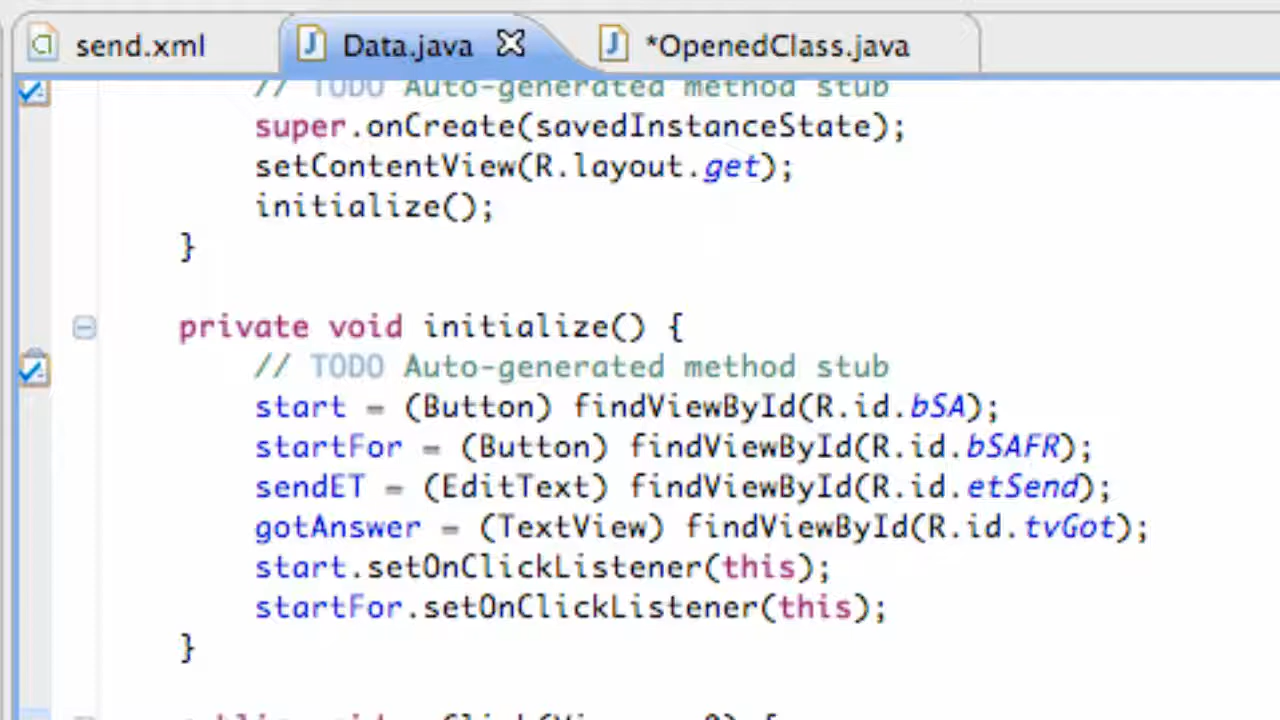 send.xml Data.java *OpenedClass.java
// TODO Auto-generated method stub
super.onCreate(savedInstanceState);
setContentView(R.layout.get);
initialize();
}
private void initialize() {
// TODO Auto-generated method stub
start = (Button) findViewById(R.id.bSA);
startFor = (Button) findViewById(R.id.bSAFR);
sendET = (EditText) findViewById(R.id.etSend);
gotAnswer = (TextView) findViewById(R.id.tvGot);
start.setOnClickListener(this);
startFor.setOnClickListener(this);
}